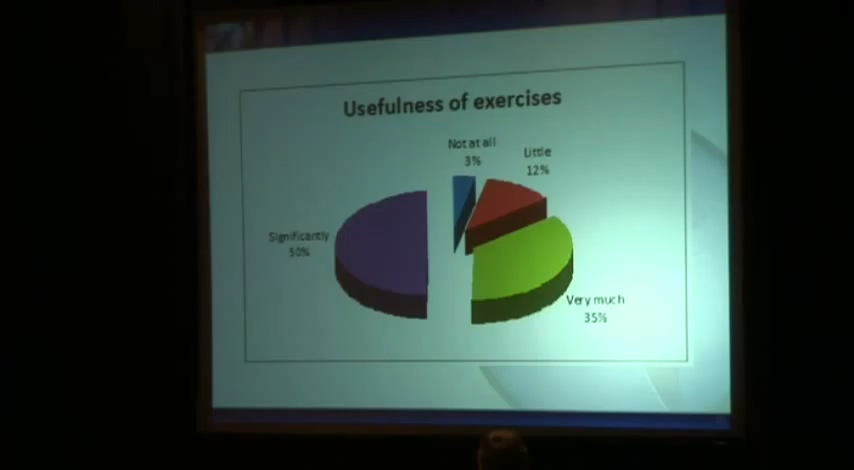 Usefulness of exercises
Not at all
3%
Little
12%
Significantly
50%
Very much
35%